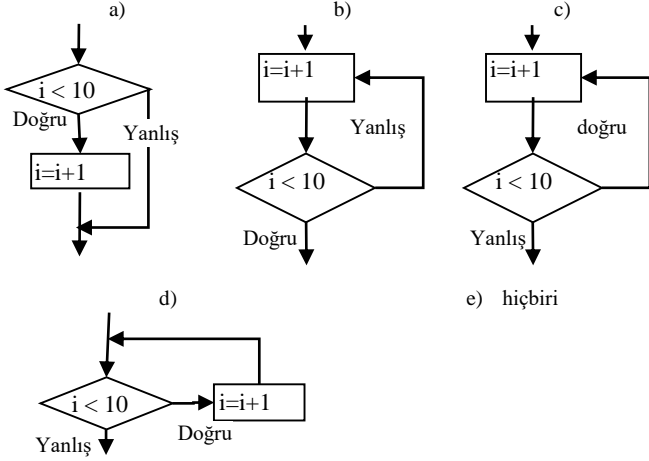 a)
i < 10
Doğru
Yanlış
i=i+1
b)
i=i+1
Yanlış
i < 10
Doğru
c)
i=i+1
doğru
i < 10
Yanlış
d)
i < 10
i=i+1
Doğru
Yanlış
e) hiçbiri